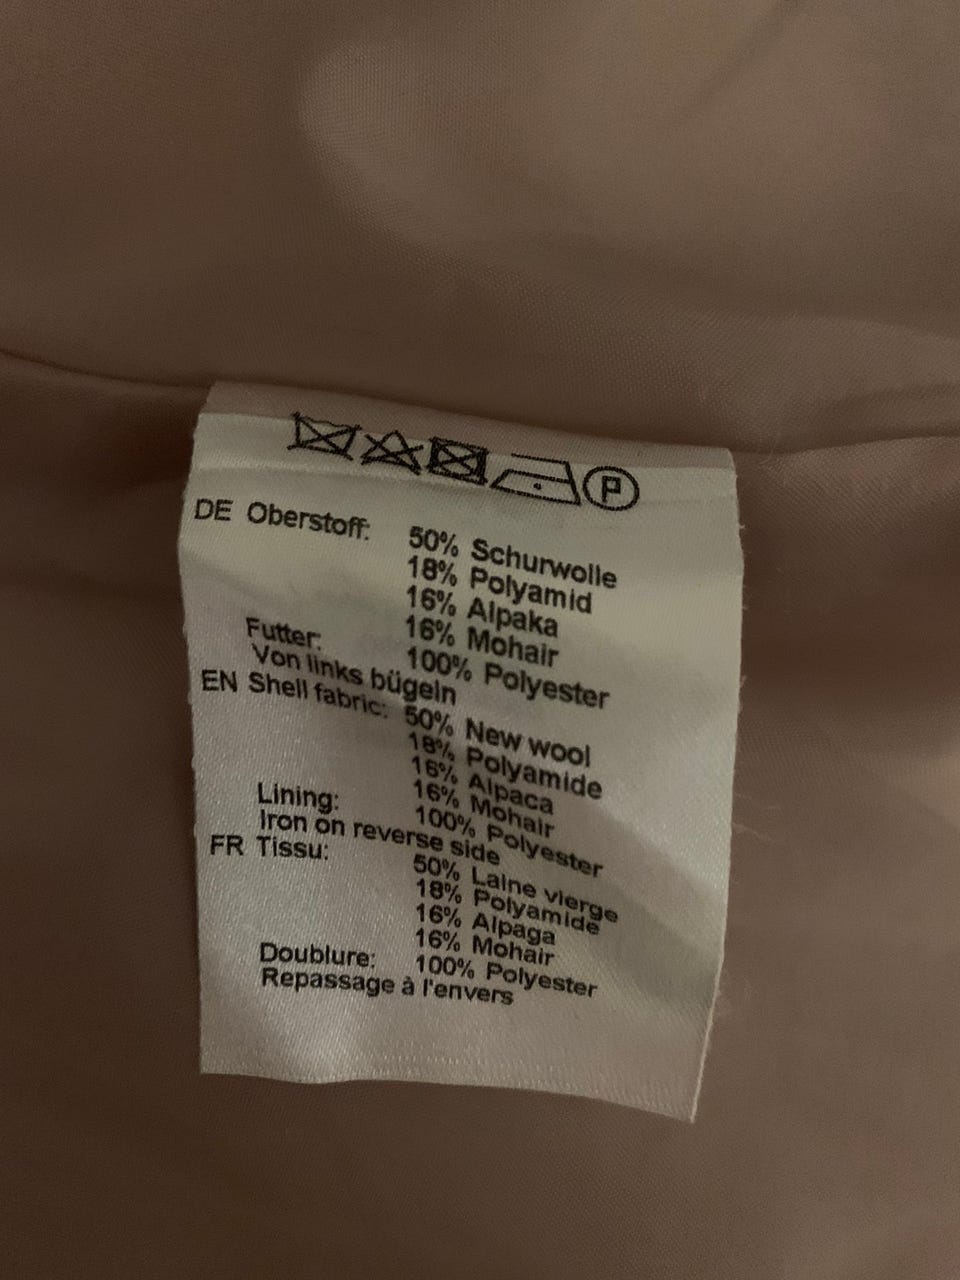 P
DE Oberstoff: 50% Schurwolle
18% Polyamid
16% Alpaka
16% Mohair
Futter: 100% Polyester
Von links bügeln
EN Shell fabric: 50% New wool
18% Polyamide
16% Alpaca
16% Mohair
Lining: 100% Polyester
Iron on reverse side
FR Tissu: 50% Laine vierge
18% Polyamide
16% Alpaga
16% Mohair
Doublure: 100% Polyester
Repassage à l'envers